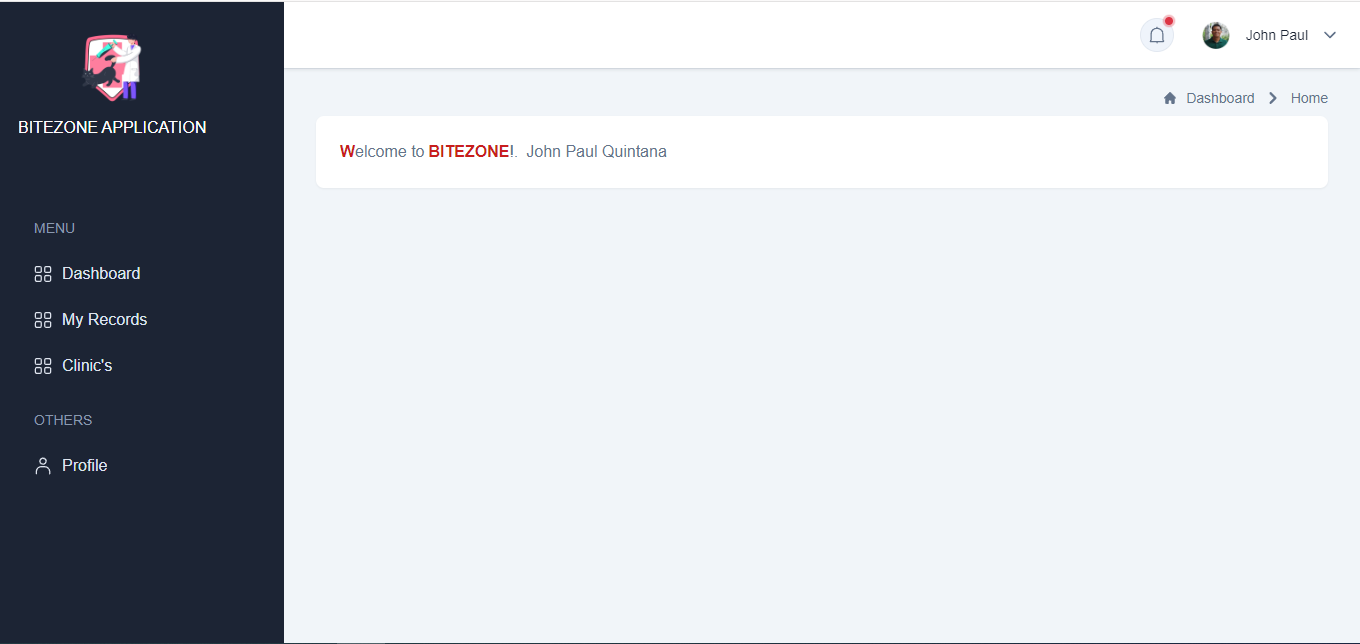 John Paul
BITEZONE APPLICATION
Dashboard Home
Welcome to BITEZONE!. John Paul Quintana
MENU
Dashboard
My Records
Clinic's
OTHERS
Profile